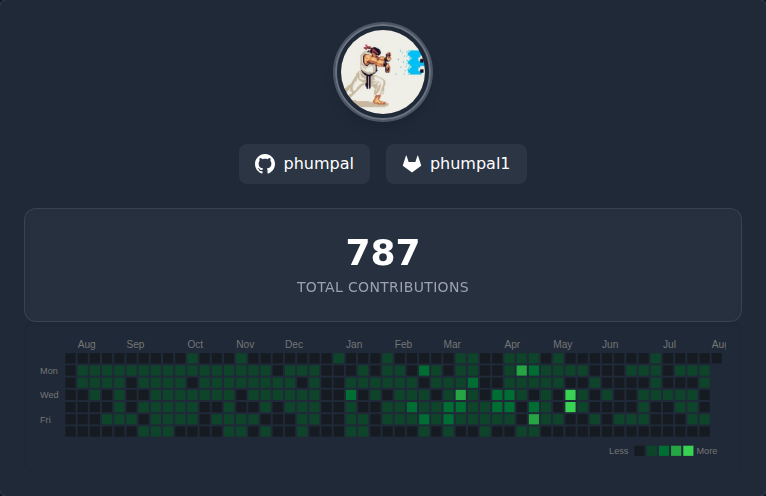 phumpal phumpal1
787
TOTAL CONTRIBUTIONS
Aug Sep Oct Nov Dec Jan Feb Mar Apr May Jun Jul Aug
Mon
Wed
Fri
Less More